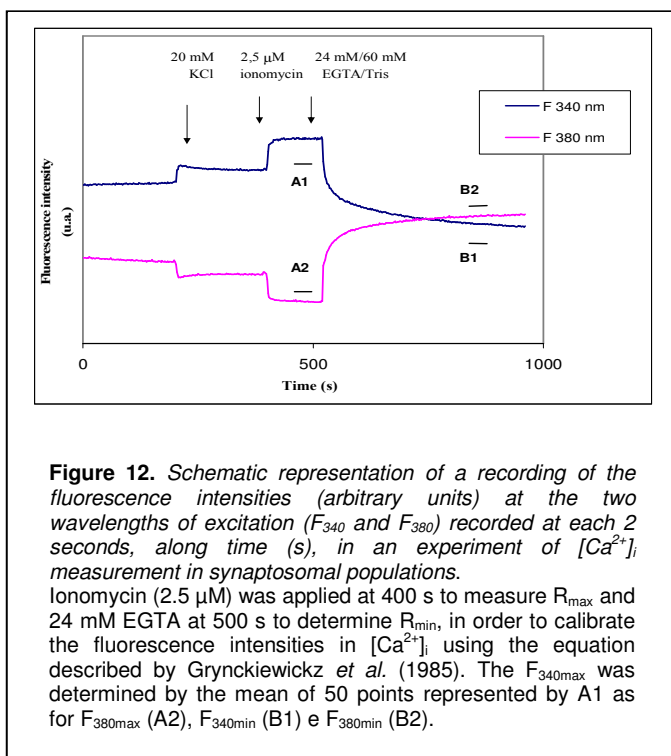 20 mM 2,5 μM 24 mM/60 mM
KCl ionomycin EGTA/Tris
F 340 nm
F 380 nm
Fluorescence intensity
(u.a.)
A1
A2
B2
B1
0 500 1000
Time (s)
Figure 12. Schematic representation of a recording of the
fluorescence intensities (arbitrary units) at the two
wavelengths of excitation (F340 and F380) recorded at each 2
seconds, along time (s), in an experiment of [Ca2+]i
measurement in synaptosomal populations.
Ionomycin (2.5 μM) was applied at 400 s to measure Rmax and
24 mM EGTA at 500 s to determine Rmin, in order to calibrate
the fluorescence intensities in [Ca2+]i using the equation
described by Grynckiewickz et al. (1985). The F340max was
determined by the mean of 50 points represented by A1 as
for F380max (A2), F340min (B1) e F380min (B2).